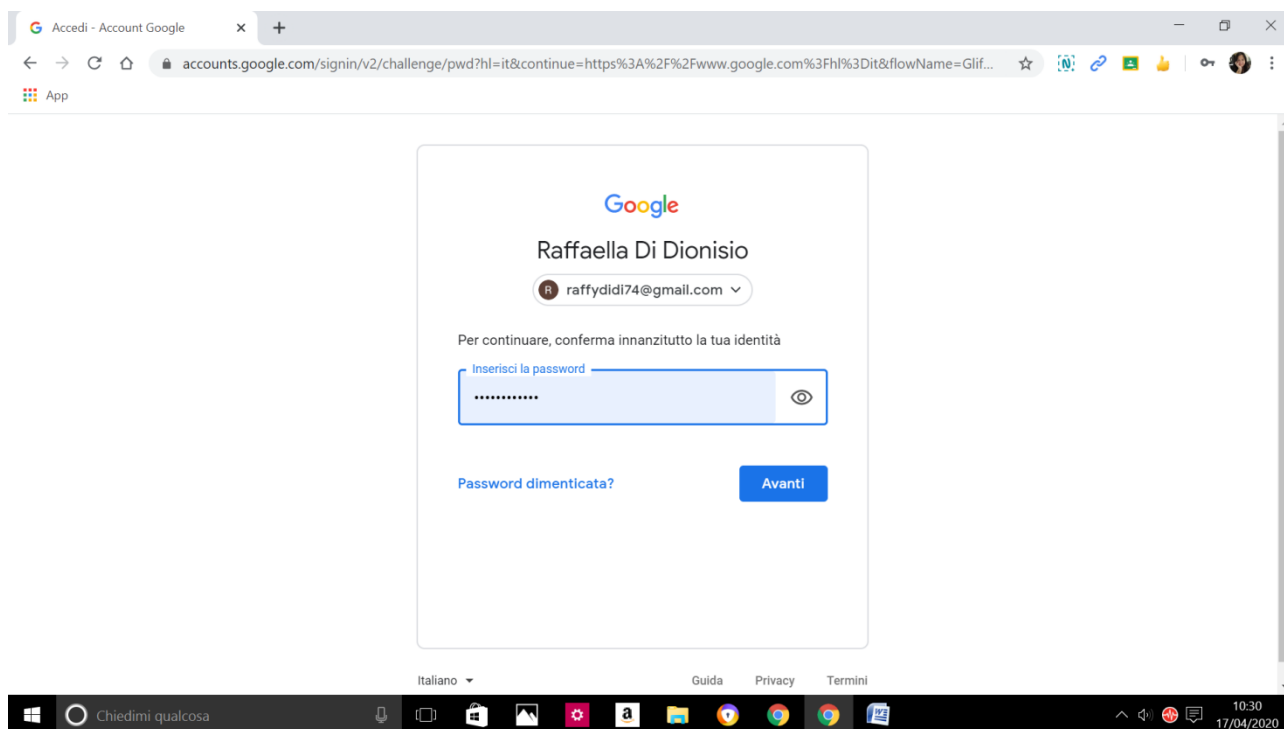 Accedi - Account Google
accounts.google.com/signin/v2/challenge/pwd?hl=it&continue=https%3A%2F%2Fwww.google.com%3Fhl%3Dit&flowName=Glif...
App
Google
Raffaella Di Dionisio
R raffydidi74@gmail.com
Per continuare, conferma innanzitutto la tua identità
Inserisci la password
••••••••••••
Password dimenticata? Avanti
Italiano Guida Privacy Termini
Chiedimi qualcosa
10:30
17/04/2020